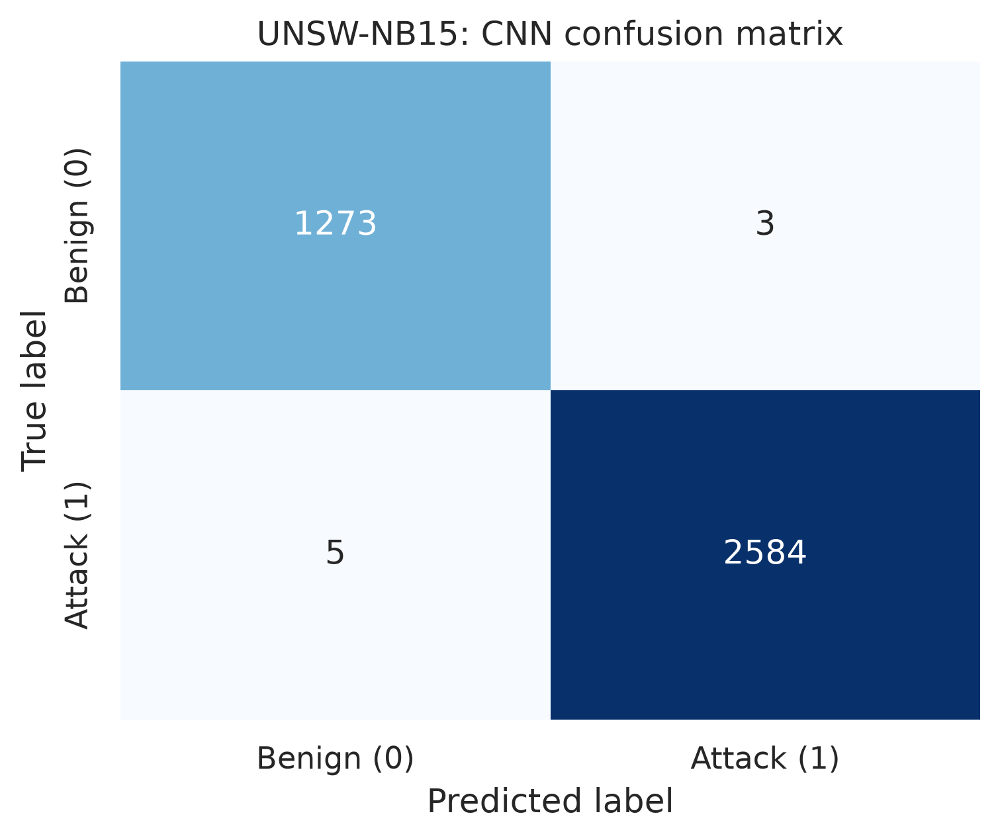 UNSW-NB15: CNN confusion matrix
True label
Benign (0)
1273
3
Attack (1)
5
2584
Benign (0)
Attack (1)
Predicted label